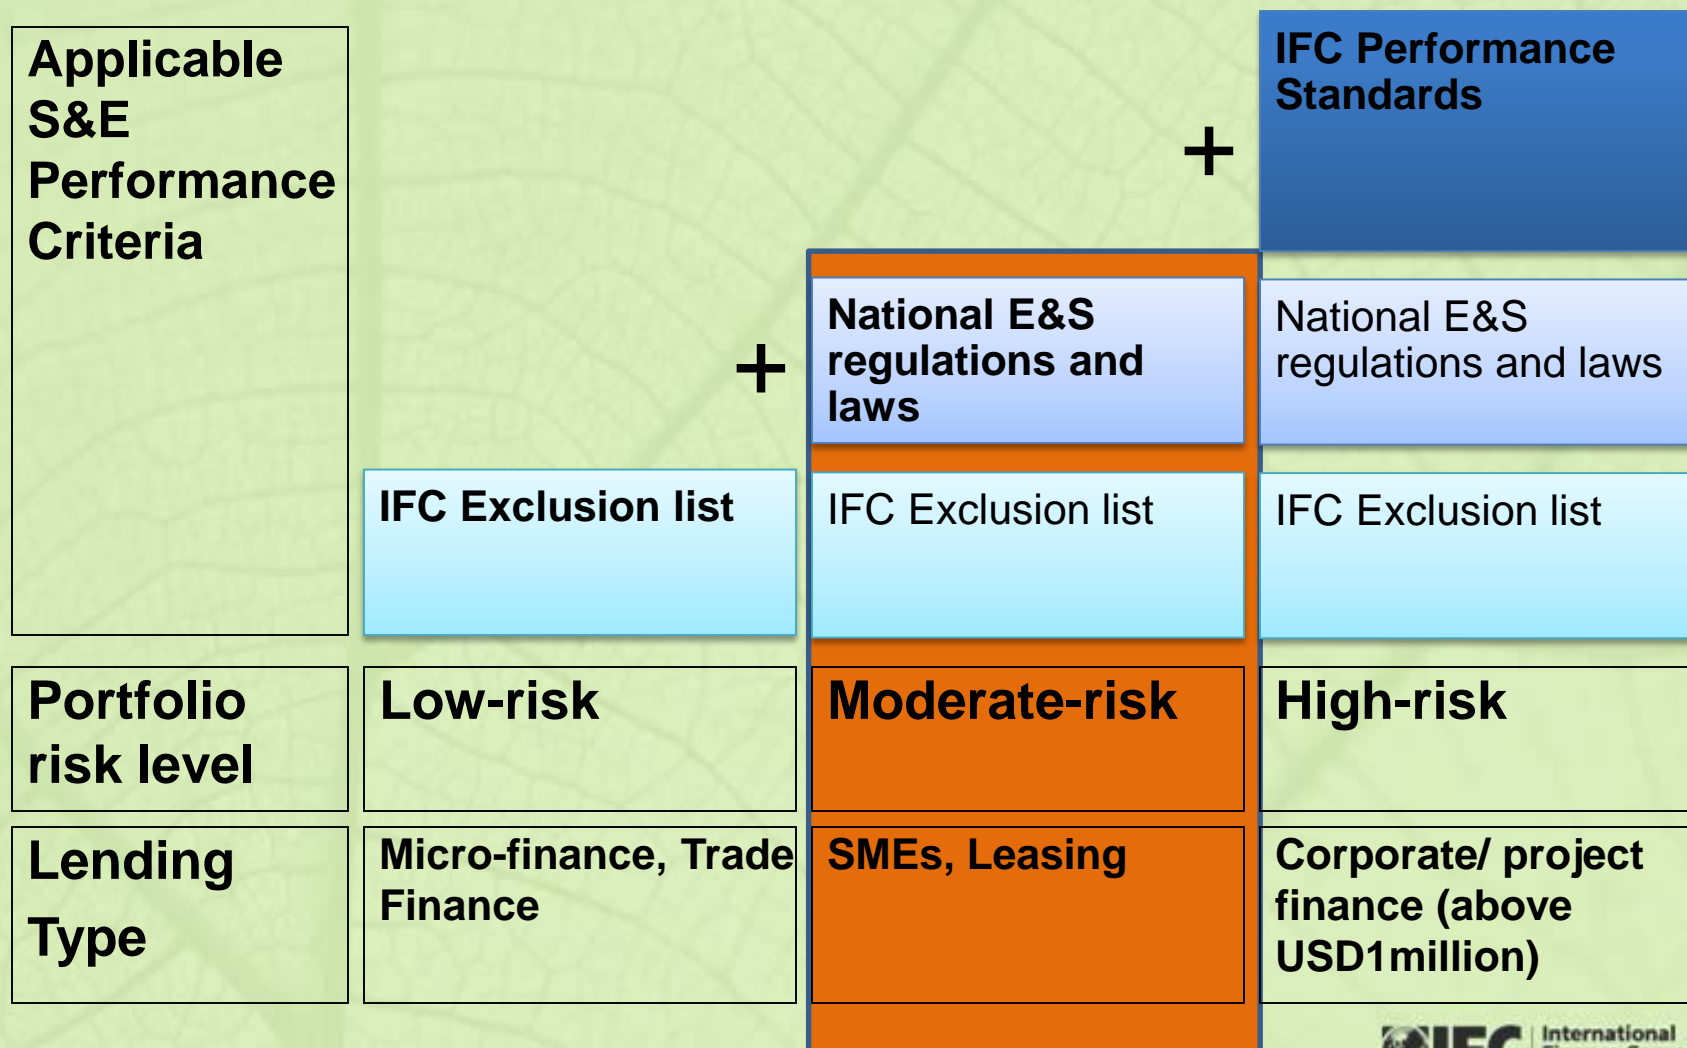 Applicable
S&E
Performance
Criteria
IFC Performance
Standards
+
+
National E&S
regulations and
laws
National E&S
regulations and laws
IFC Exclusion list
IFC Exclusion list
IFC Exclusion list
Portfolio
risk level
Low-risk
Moderate-risk
High-risk
Lending
Type
Micro-finance, Trade
Finance
SMEs, Leasing
Corporate/ project
finance (above
USD1million)
IFC
International